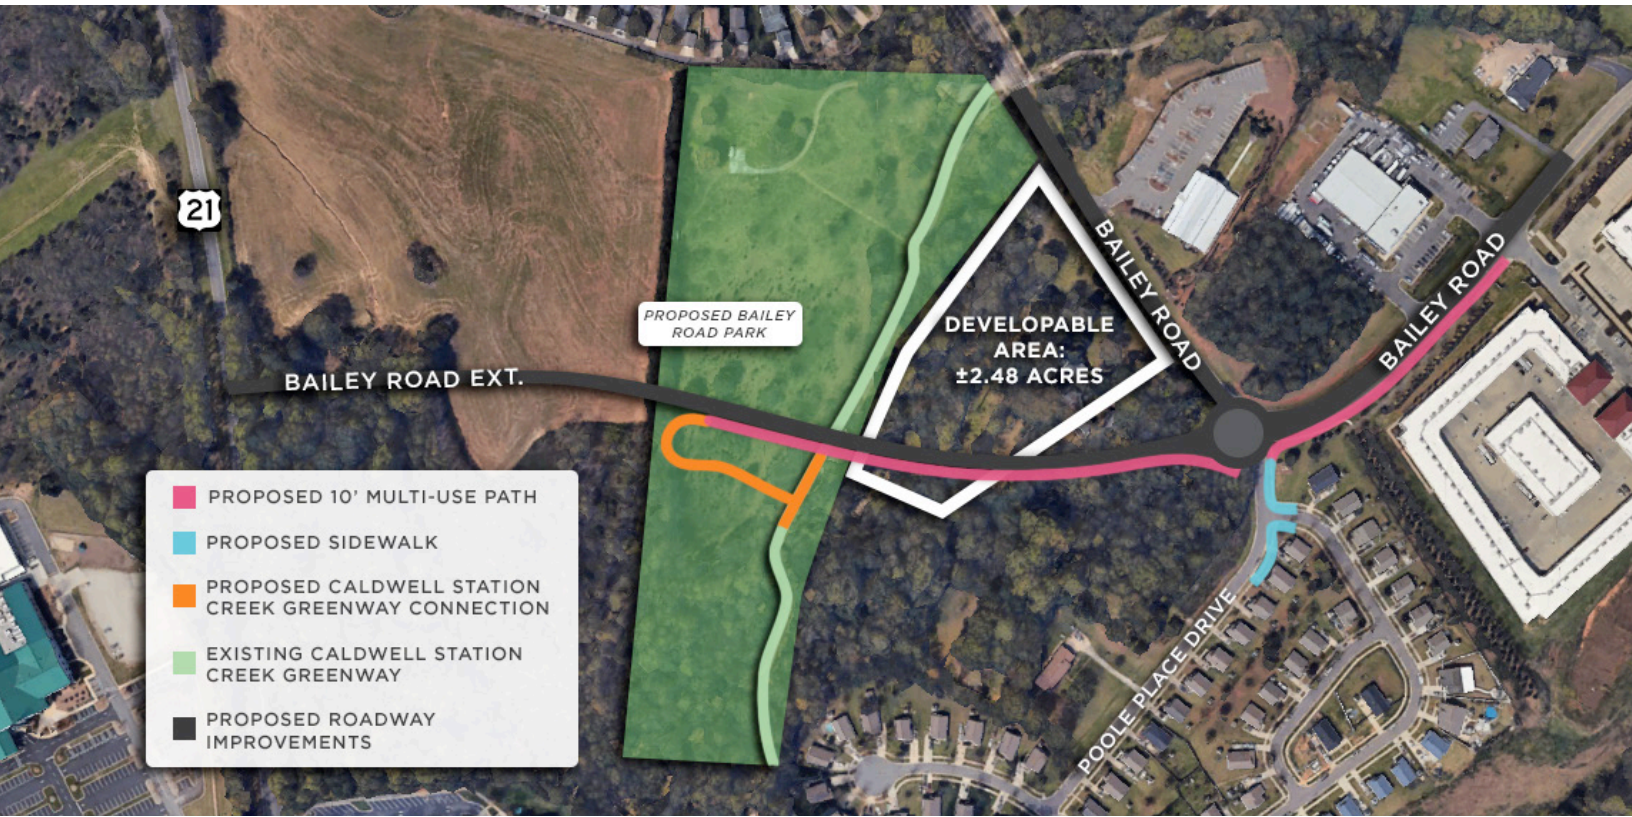 21
BAILEY ROAD EXT.
PROPOSED BAILEY
ROAD PARK
DEVELOPABLE
AREA:
±2.48 ACRES
BAILEY ROAD
BAILEY ROAD
POOLE PLACE DRIVE
PROPOSED 10' MULTI-USE PATH
PROPOSED SIDEWALK
PROPOSED CALDWELL STATION
CREEK GREENWAY CONNECTION
EXISTING CALDWELL STATION
CREEK GREENWAY
PROPOSED ROADWAY
IMPROVEMENTS